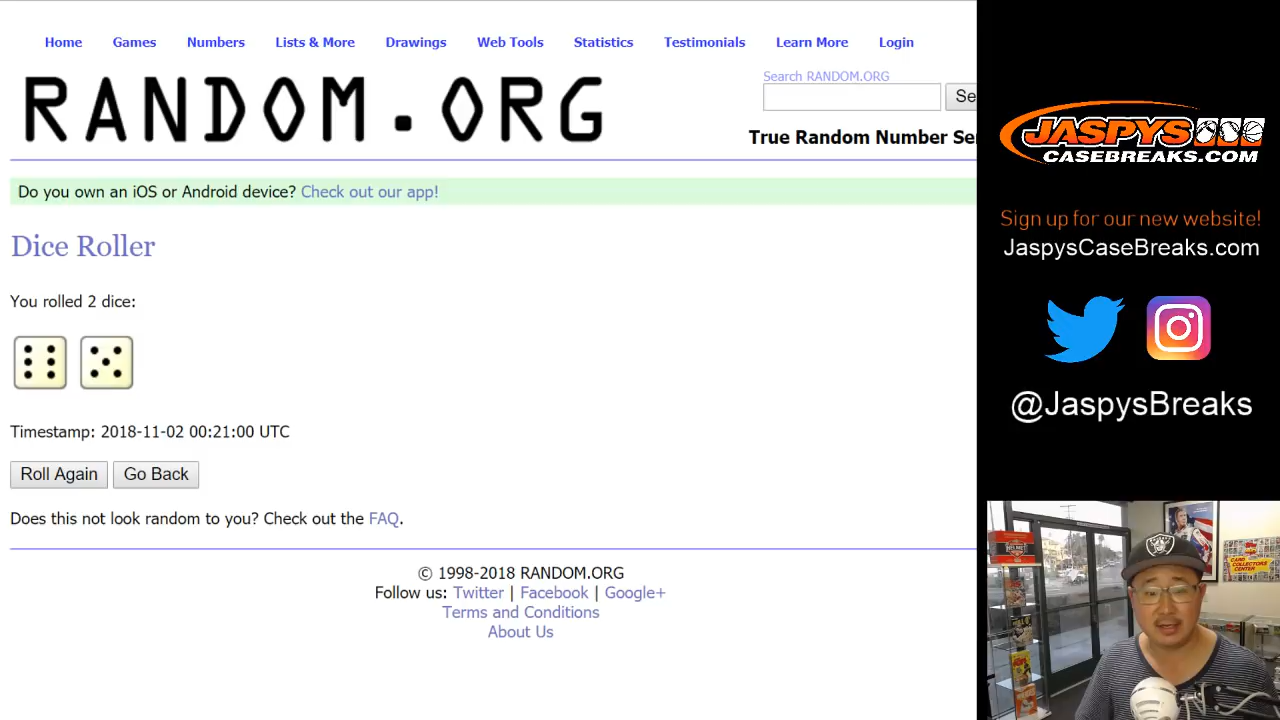 Home Games Numbers Lists & More Drawings Web Tools Statistics Testimonials Learn More Login
RANDOM.ORG
Search RANDOM.ORG
Se
True Random Number Se
Do you own an iOS or Android device? Check out our app!
Dice Roller
You rolled 2 dice:
Timestamp: 2018-11-02 00:21:00 UTC
Roll Again Go Back
Does this not look random to you? Check out the FAQ.
© 1998-2018 RANDOM.ORG
Follow us: Twitter | Facebook | Google+
Terms and Conditions
About Us
JASPYS
CASEBREAKS.COM
Sign up for our new website!
JaspysCaseBreaks.com
@JaspysBreaks